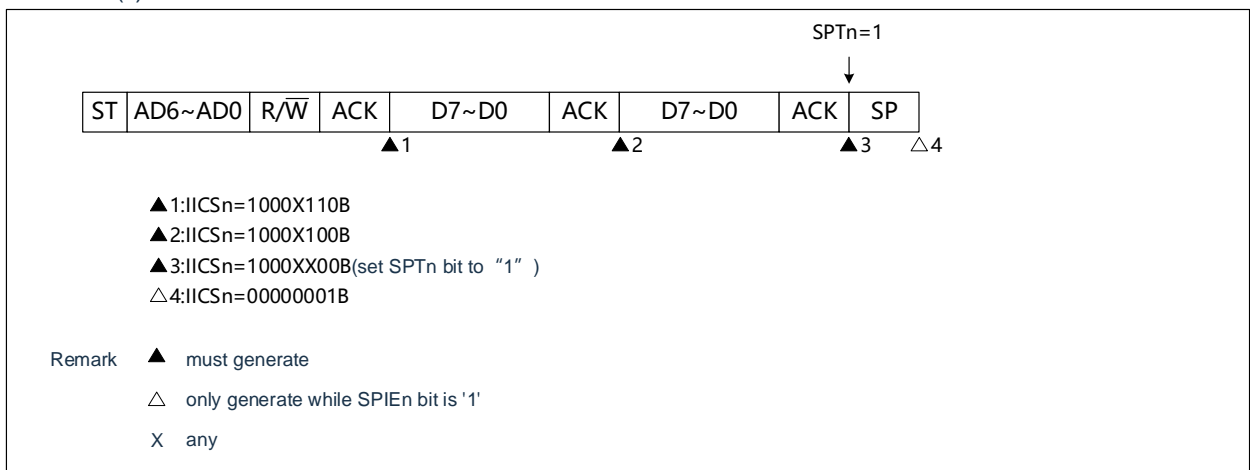 SPTn=1
ST AD6~AD0 R/W ACK D7~D0 ACK D7~D0 ACK SP
▲1 ▲2 ▲3 △4
▲1:IICSn=1000X110B
▲2:IICSn=1000X100B
▲3:IICSn=1000XX00B(set SPTn bit to “1” )
△4:IICSn=00000001B
Remark ▲ must generate
△ only generate while SPIEn bit is '1'
X any